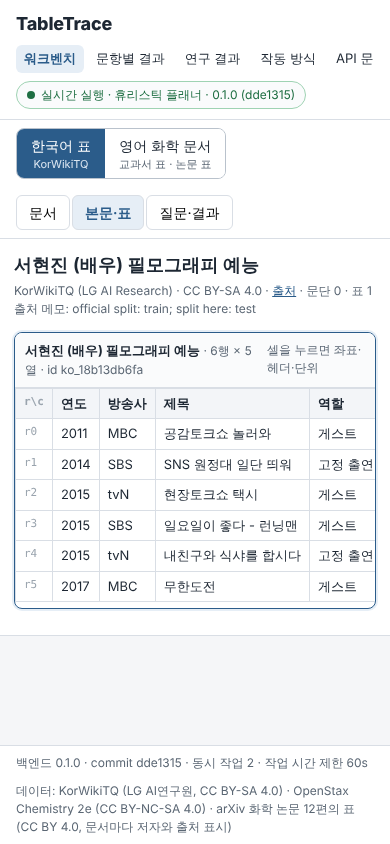 TableTrace
워크벤치 문항별 결과 연구 결과 작동 방식 API 문
실시간 실행 · 휴리스틱 플래너 · 0.1.0 (dde1315)
한국어 표 영어 화학 문서
KorWikiTQ 교과서 표 · 논문 표
문서 본문·표 질문·결과
서현진 (배우) 필모그래피 예능
KorWikiTQ (LG AI Research) · CC BY-SA 4.0 · 출처 · 문단 0 · 표 1
출처 메모: official split: train; split here: test
서현진 (배우) 필모그래피 예능 · 6행 × 5 셀을 누르면 좌표·
열 · id ko_18b13db6fa 헤더·단위
r\c 연도 방송사 제목 역할
r0 2011 MBC 공감토크쇼 놀러와 게스트
r1 2014 SBS SNS 원정대 일단 띄워 고정 출연
r2 2015 tvN 현장토크쇼 택시 게스트
r3 2015 SBS 일요일이 좋다 - 런닝맨 게스트
r4 2015 tvN 내친구와 식샤를 합시다 고정 출연
r5 2017 MBC 무한도전 게스트
백엔드 0.1.0 · commit dde1315 · 동시 작업 2 · 작업 시간 제한 60s
데이터: KorWikiTQ (LG AI연구원, CC BY-SA 4.0) · OpenStax
Chemistry 2e (CC BY-NC-SA 4.0) · arXiv 화학 논문 12편의 표
(CC BY 4.0, 문서마다 저자와 출처 표시)